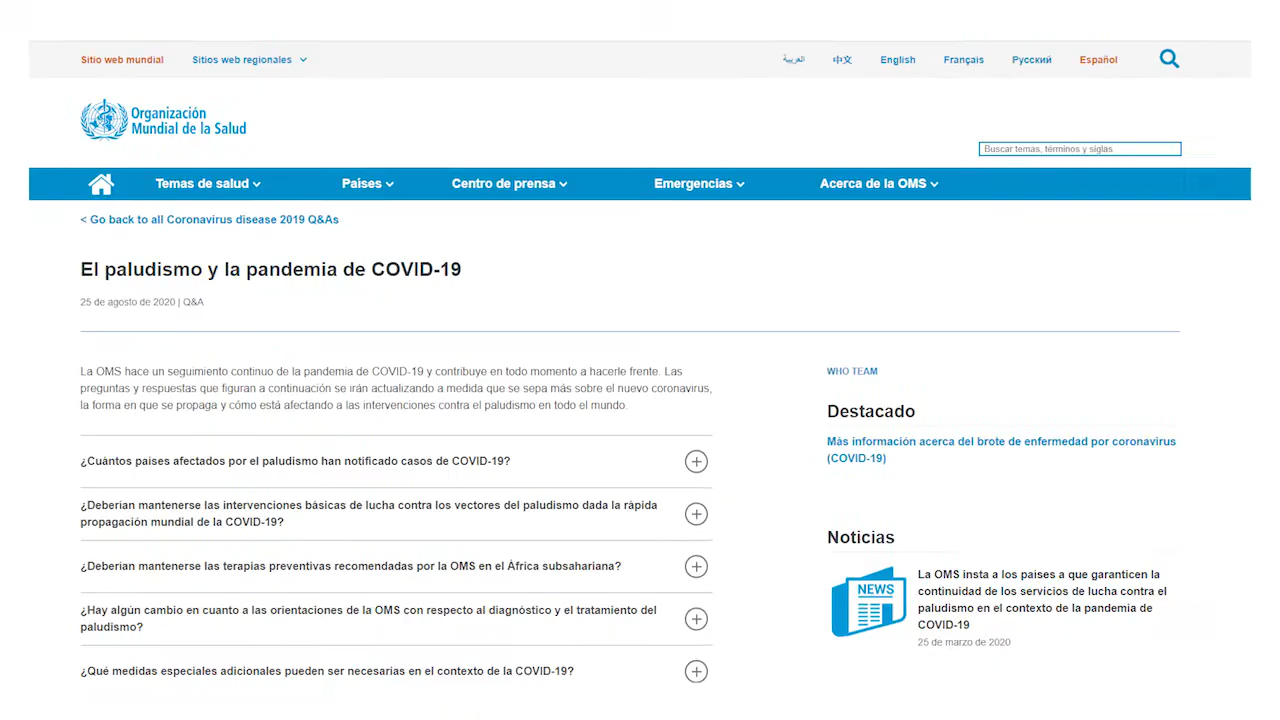 Sitio web mundial
Sitios web regionales
العربية
中文
English
Français
Русский
Español
Organización
Mundial de la Salud
Buscar temas, términos y siglas
Temas de salud
Países
Centro de prensa
Emergencias
Acerca de la OMS
< Go back to all Coronavirus disease 2019 Q&As
El paludismo y la pandemia de COVID-19
25 de agosto de 2020 | Q&A
La OMS hace un seguimiento continuo de la pandemia de COVID-19 y contribuye en todo momento a hacerle frente. Las
preguntas y respuestas que figuran a continuación se irán actualizando a medida que se sepa más sobre el nuevo coronavirus,
la forma en que se propaga y cómo está afectando a las intervenciones contra el paludismo en todo el mundo.
¿Cuántos países afectados por el paludismo han notificado casos de COVID-19?
¿Deberían mantenerse las intervenciones básicas de lucha contra los vectores del paludismo dada la rápida
propagación mundial de la COVID-19?
¿Deberían mantenerse las terapias preventivas recomendadas por la OMS en el África subsahariana?
¿Hay algún cambio en cuanto a las orientaciones de la OMS con respecto al diagnóstico y el tratamiento del
paludismo?
¿Qué medidas especiales adicionales pueden ser necesarias en el contexto de la COVID-19?
WHO TEAM
Destacado
Más información acerca del brote de enfermedad por coronavirus
(COVID-19)
Noticias
NEWS
La OMS insta a los países a que garanticen la
continuidad de los servicios de lucha contra el
paludismo en el contexto de la pandemia de
COVID-19
25 de marzo de 2020